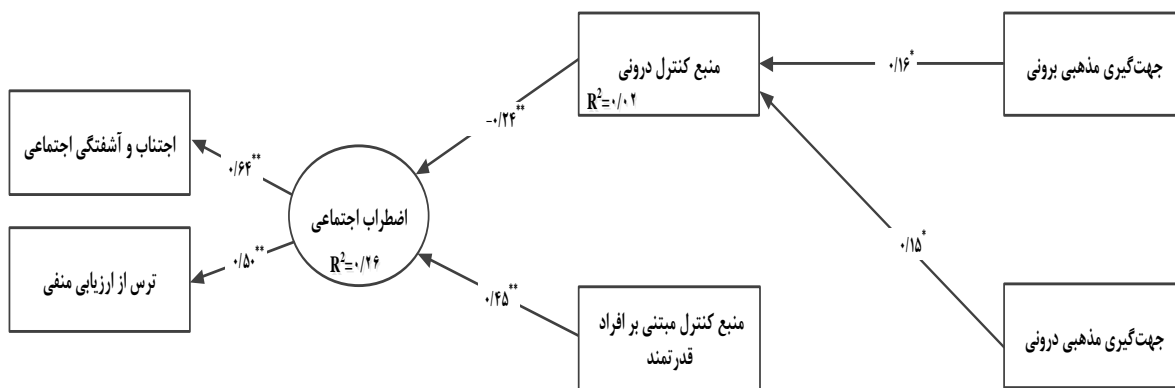 جهت‌گیری مذهبی برونی
۰/۱۶*
منبع کنترل درونی
R²=۰/۰۲
-۰/۲۴**
اجتناب و آشفتگی اجتماعی
۰/۶۴**
اضطراب اجتماعی
R²=۰/۲۶
۰/۱۵*
ترس از ارزیابی منفی
۰/۵۰**
۰/۴۵**
منبع کنترل مبتنی بر افراد
قدرتمند
جهت‌گیری مذهبی درونی